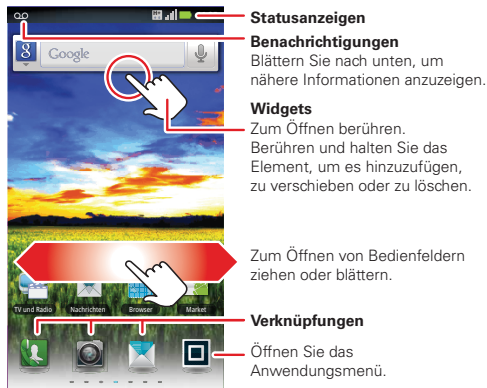 Statusanzeigen
Benachrichtigungen
Blättern Sie nach unten, um
nähere Informationen anzuzeigen.
8 Google
Widgets
Zum Öffnen berühren.
Berühren und halten Sie das
Element, um es hinzuzufügen,
zu verschieben oder zu löschen.
Zum Öffnen von Bedienfeldern
ziehen oder blättern.
TV und Radio Nachrichten Browser Market
Verknüpfungen
Öffnen Sie das
Anwendungsmenü.